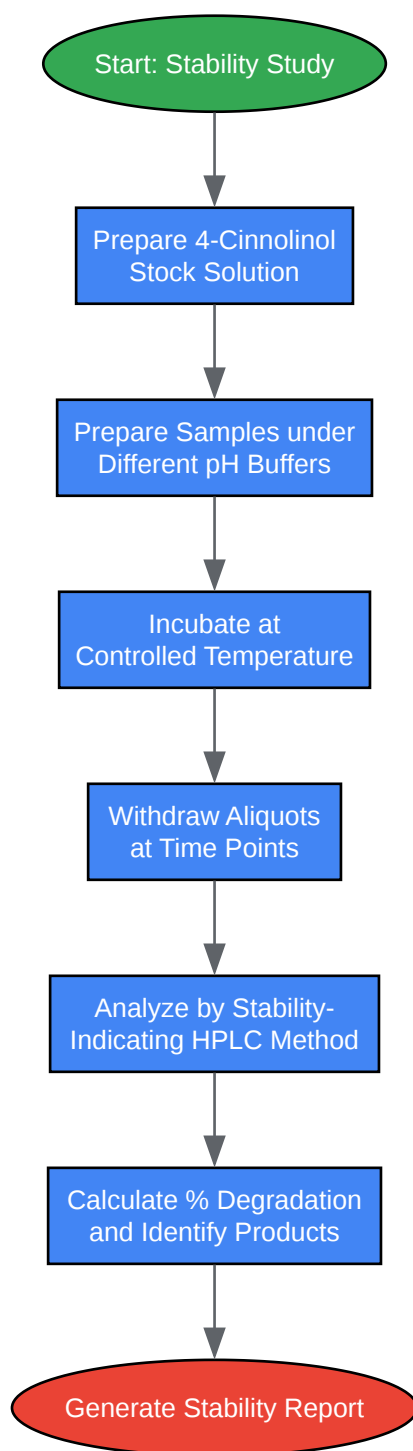 Start: Stability Study
Prepare 4-Cinnolinol
Stock Solution
Prepare Samples under
Different pH Buffers
Incubate at
Controlled Temperature
Withdraw Aliquots
at Time Points
Analyze by Stability-
Indicating HPLC Method
Calculate % Degradation
and Identify Products
Generate Stability Report